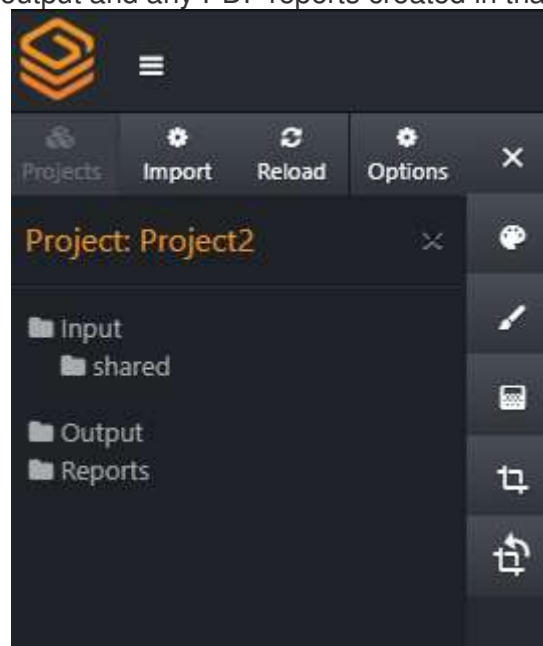 output and any PDF reports created in tha
Projects
Import
Reload
Options
Project: Project2
Input
shared
Output
Reports